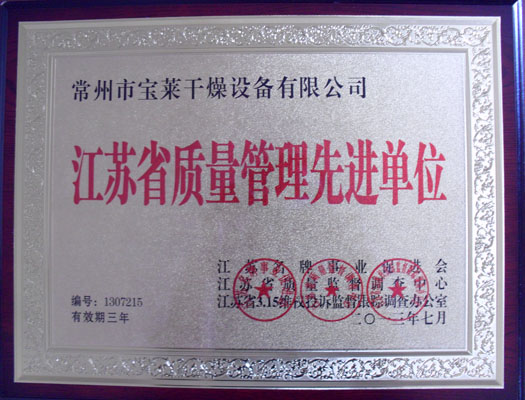 常州市宝莱干燥设备有限公司
江苏省质量管理先进单位
江苏名牌事业促进会
江苏省质量监督调查中心
江苏省3.15维权投诉监督跟踪调查办公室
二〇一三年七月
编号：1307215
有效期三年